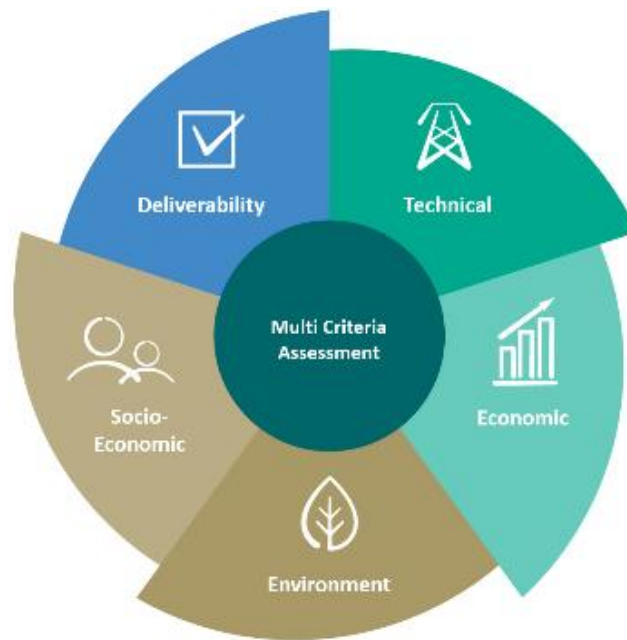 Deliverability
Technical
Multi Criteria
Assessment
Socio-
Economic
Economic
Environment